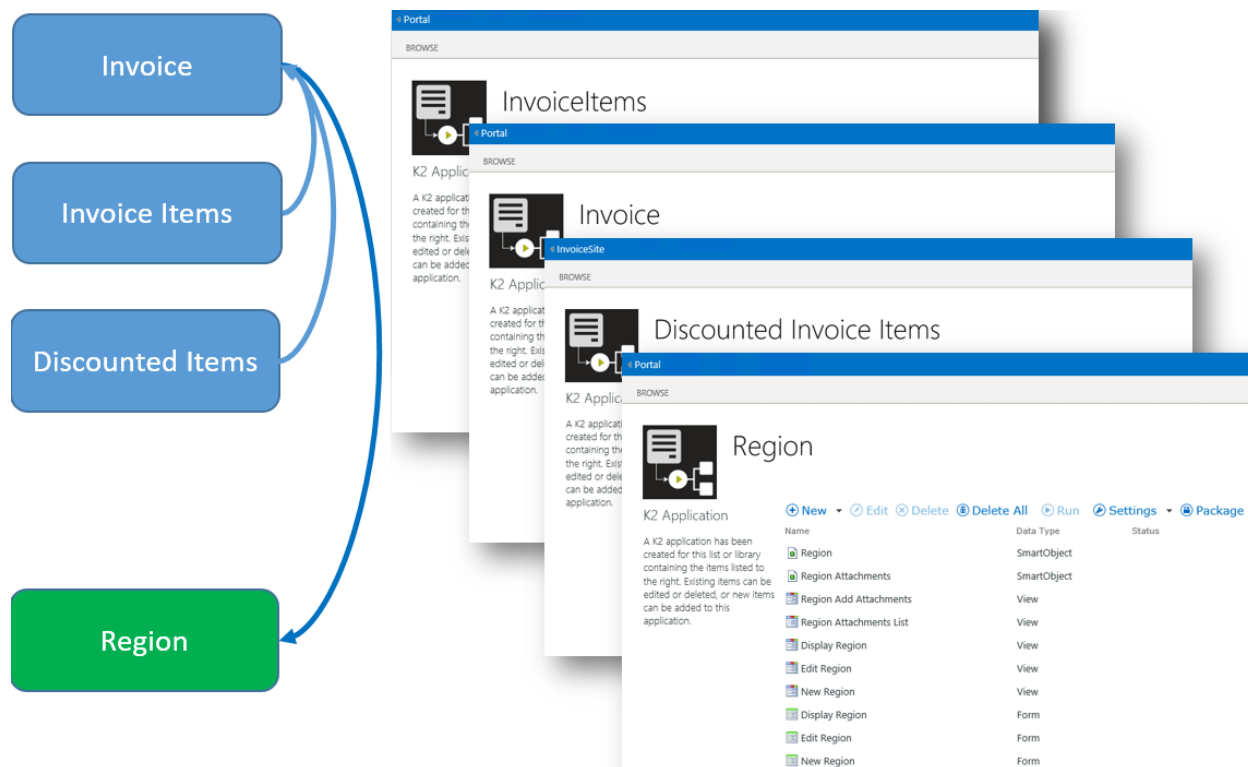 Invoice
Invoice Items
Discounted Items
Region
Portal
BROWSE
InvoiceItems
K2 Applic
A K2 applicat
created for th
containing the
the right. Exis
edited or dele
can be added
application.
Portal
BROWSE
Invoice
K2 Applic
A K2 applicat
created for th
containing the
the right. Exis
edited or dele
can be added
application.
InvoiceSite
BROWSE
Discounted Invoice Items
K2 Applic
A K2 applicati
created for th
containing the
the right. Exist
edited or dele
can be added
application.
Portal
BROWSE
Region
K2 Application
A K2 application has been
created for this list or library
containing the items listed to
the right. Existing items can be
edited or deleted, or new items
can be added to this
application.
New Edit Delete Delete All Run Settings Package
Name Data Type Status
Region SmartObject
Region Attachments SmartObject
Region Add Attachments View
Region Attachments List View
Display Region View
Edit Region View
New Region View
Display Region Form
Edit Region Form
New Region Form